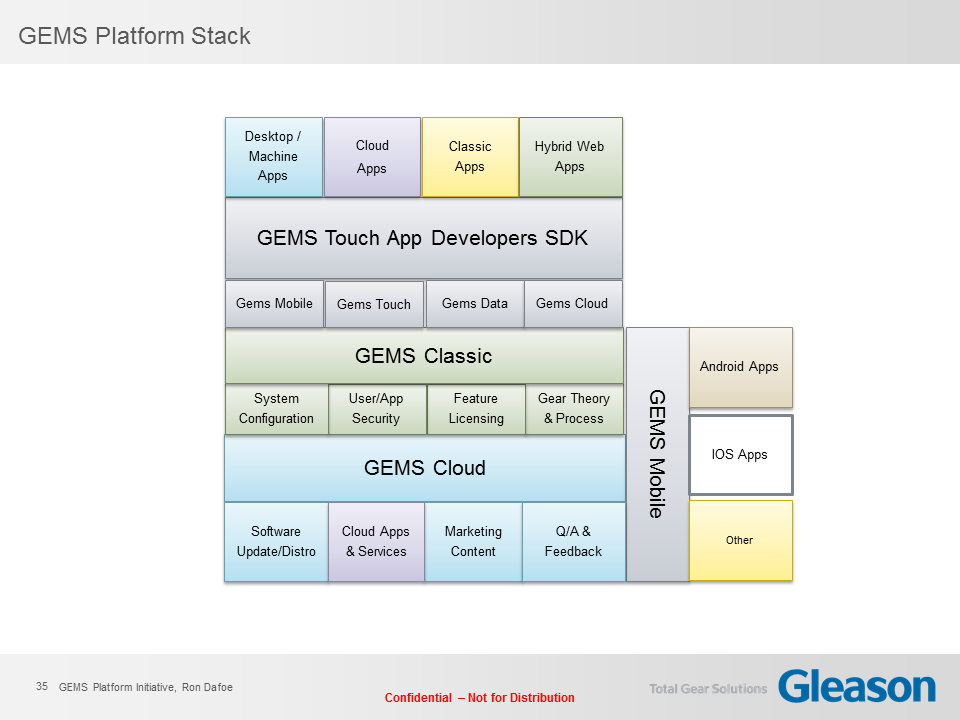 GEMS Platform Stack
Desktop /
Machine
Apps
Cloud
Apps
Classic
Apps
Hybrid Web
Apps
GEMS Touch App Developers SDK
Gems Mobile
Gems Touch
Gems Data
Gems Cloud
GEMS Classic
System
Configuration
User/App
Security
Feature
Licensing
Gear Theory
& Process
GEMS Cloud
Software
Update/Distro
Cloud Apps
& Services
Marketing
Content
Q/A &
Feedback
GEMS Mobile
Android Apps
IOS Apps
Other
35 GEMS Platform Initiative, Ron Dafoe
Confidential – Not for Distribution
Total Gear Solutions
Gleason